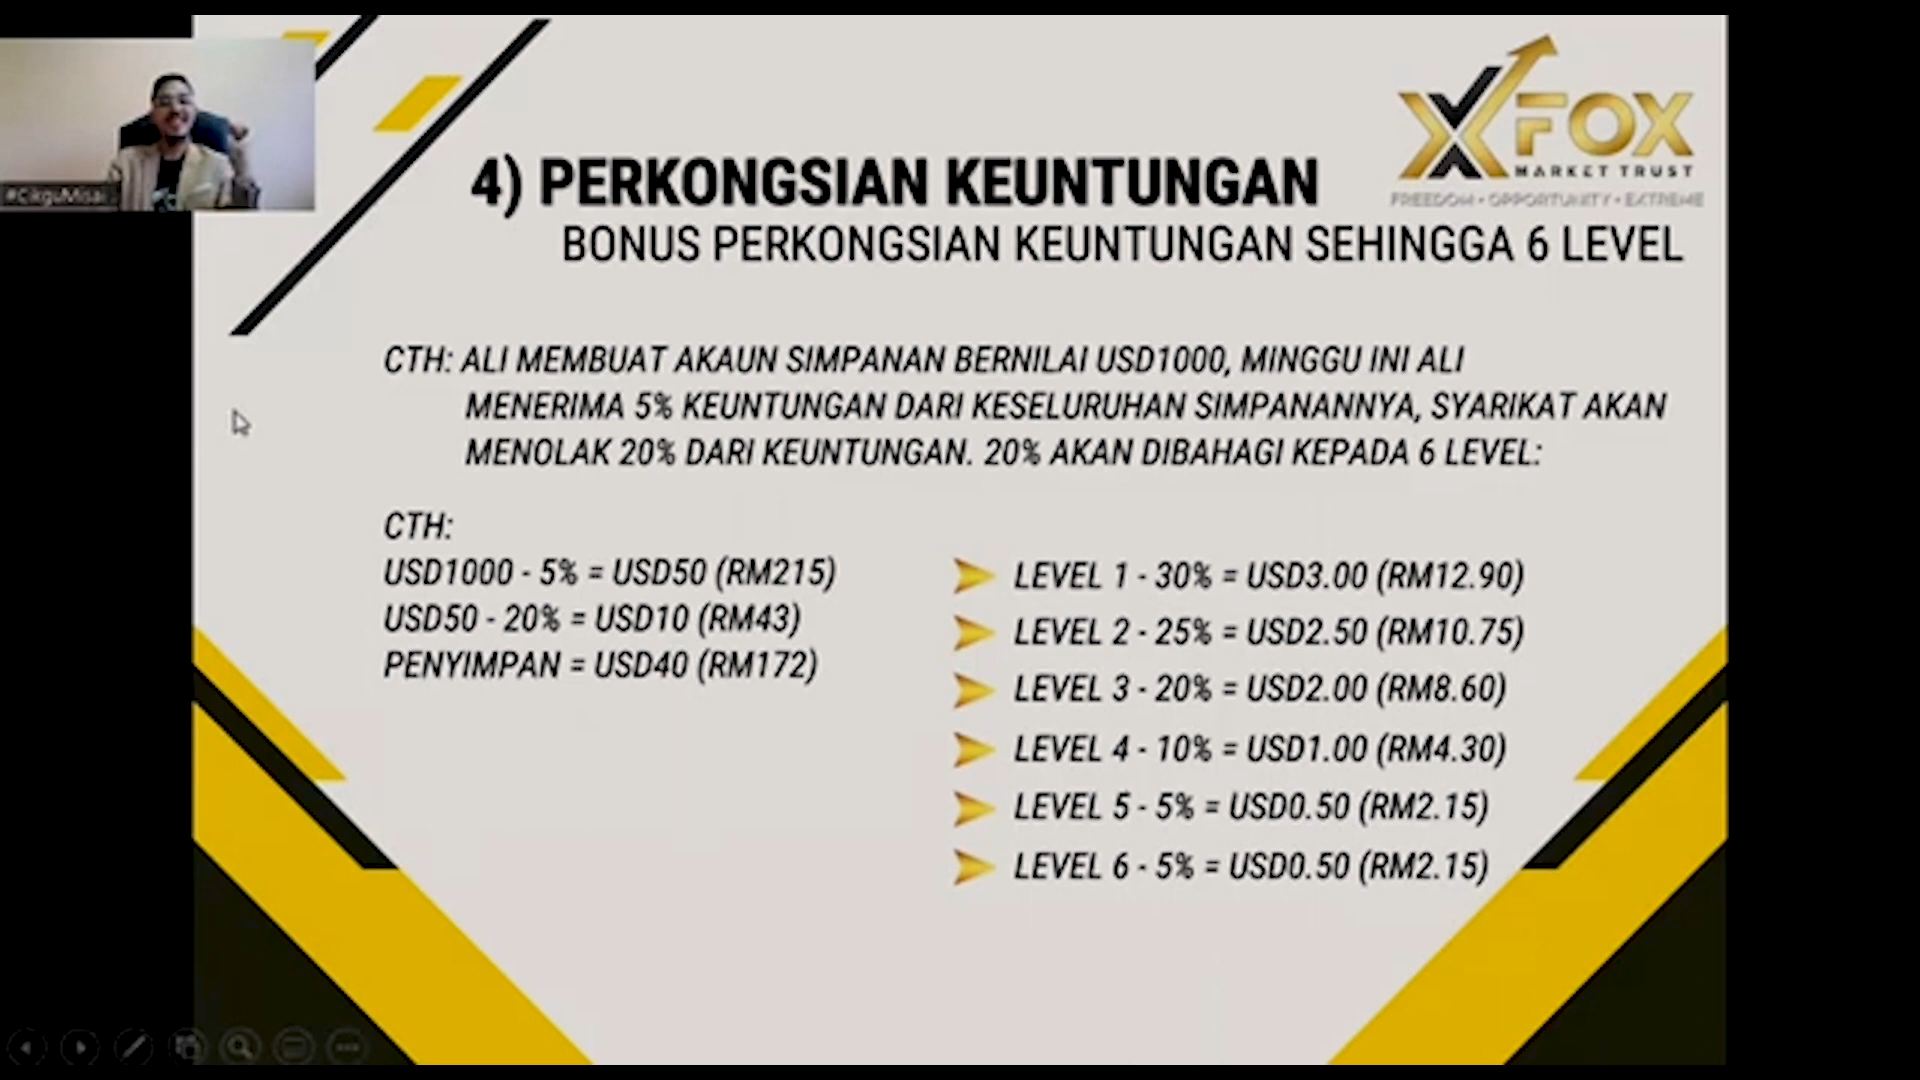 #CikguMisai
XFOX
MARKET TRUST
FREEDOM • OPPORTUNITY • EXTREME
4) PERKONGSIAN KEUNTUNGAN
BONUS PERKONGSIAN KEUNTUNGAN SEHINGGA 6 LEVEL
CTH: ALI MEMBUAT AKAUN SIMPANAN BERNILAI USD1000, MINGGU INI ALI
MENERIMA 5% KEUNTUNGAN DARI KESELURUHAN SIMPANANNYA, SYARIKAT AKAN
MENOLAK 20% DARI KEUNTUNGAN. 20% AKAN DIBAHAGI KEPADA 6 LEVEL:
CTH:
USD1000 - 5% = USD50 (RM215)
USD50 - 20% = USD10 (RM43)
PENYIMPAN = USD40 (RM172)
LEVEL 1 - 30% = USD3.00 (RM12.90)
LEVEL 2 - 25% = USD2.50 (RM10.75)
LEVEL 3 - 20% = USD2.00 (RM8.60)
LEVEL 4 - 10% = USD1.00 (RM4.30)
LEVEL 5 - 5% = USD0.50 (RM2.15)
LEVEL 6 - 5% = USD0.50 (RM2.15)